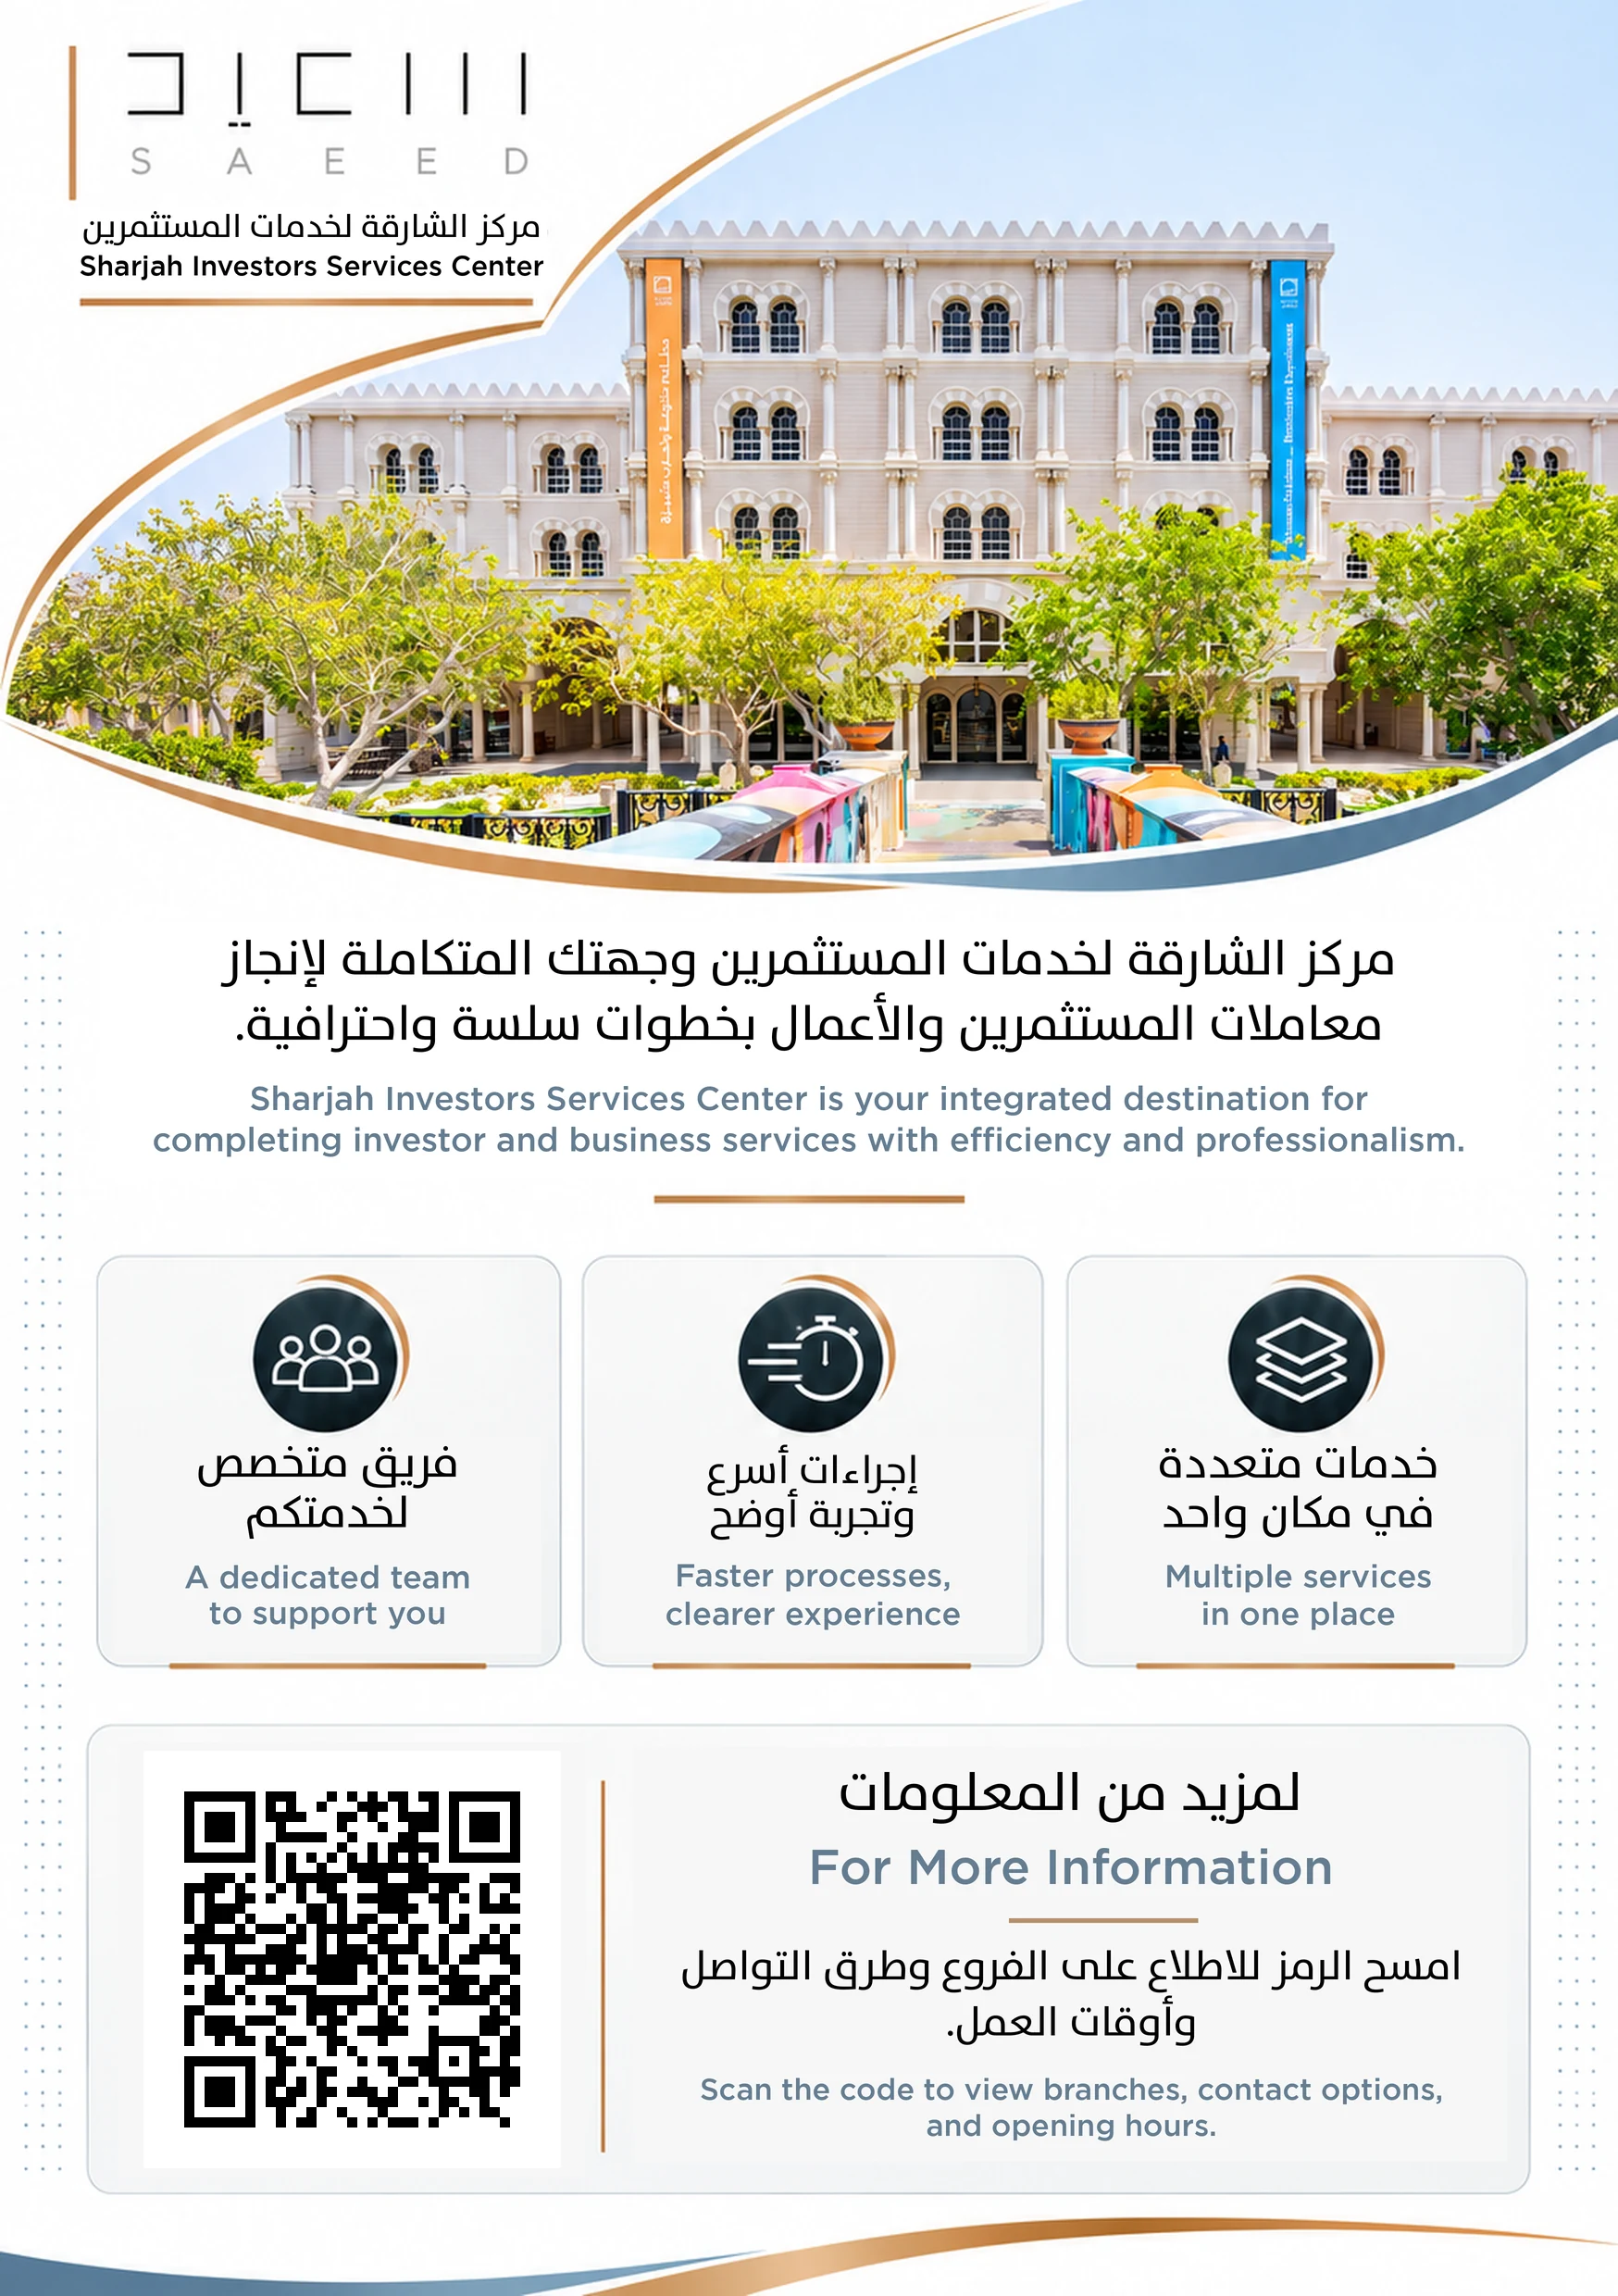 سعيد
SAEED
مركز الشارقة لخدمات المستثمرين
Sharjah Investors Services Center
مركز الشارقة لخدمات المستثمرين وجهتك المتكاملة لإنجاز
معاملات المستثمرين والأعمال بخطوات سلسة واحترافية.
Sharjah Investors Services Center is your integrated destination for
completing investor and business services with efficiency and professionalism.
خدمات متعددة
في مكان واحد
Multiple services
in one place
إجراءات أسرع
وتجربة أوضح
Faster processes,
clearer experience
فريق متخصص
لخدمتكم
A dedicated team
to support you
لمزيد من المعلومات
For More Information
امسح الرمز للاطلاع على الفروع وطرق التواصل
وأوقات العمل.
Scan the code to view branches, contact options,
and opening hours.